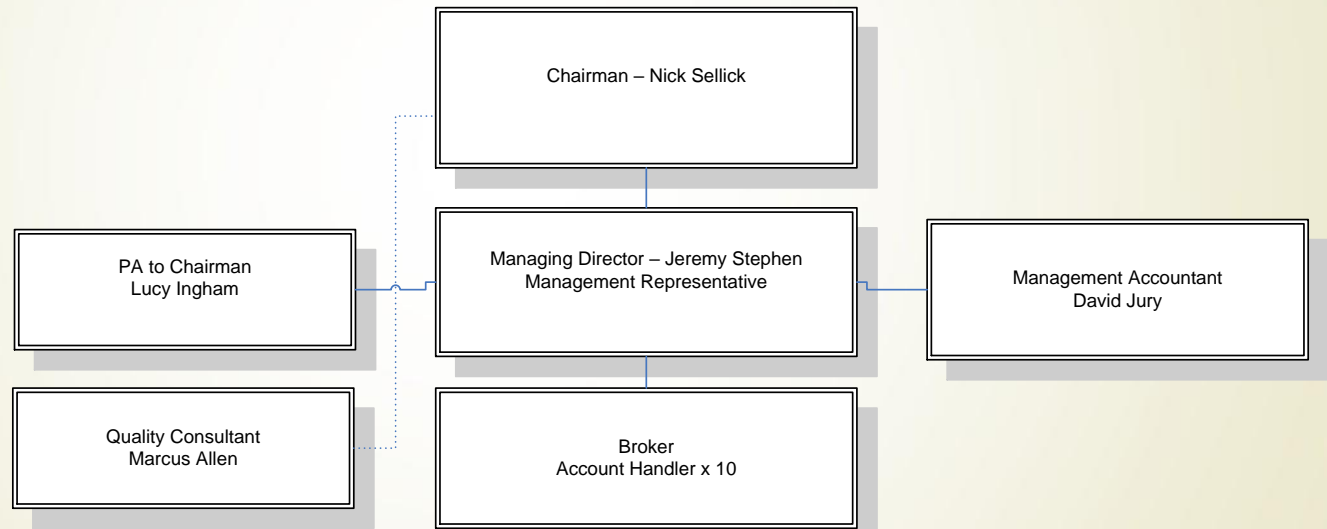 Chairman – Nick Sellick
PA to Chairman
Lucy Ingham
Managing Director – Jeremy Stephen
Management Representative
Management Accountant
David Jury
Quality Consultant
Marcus Allen
Broker
Account Handler x 10